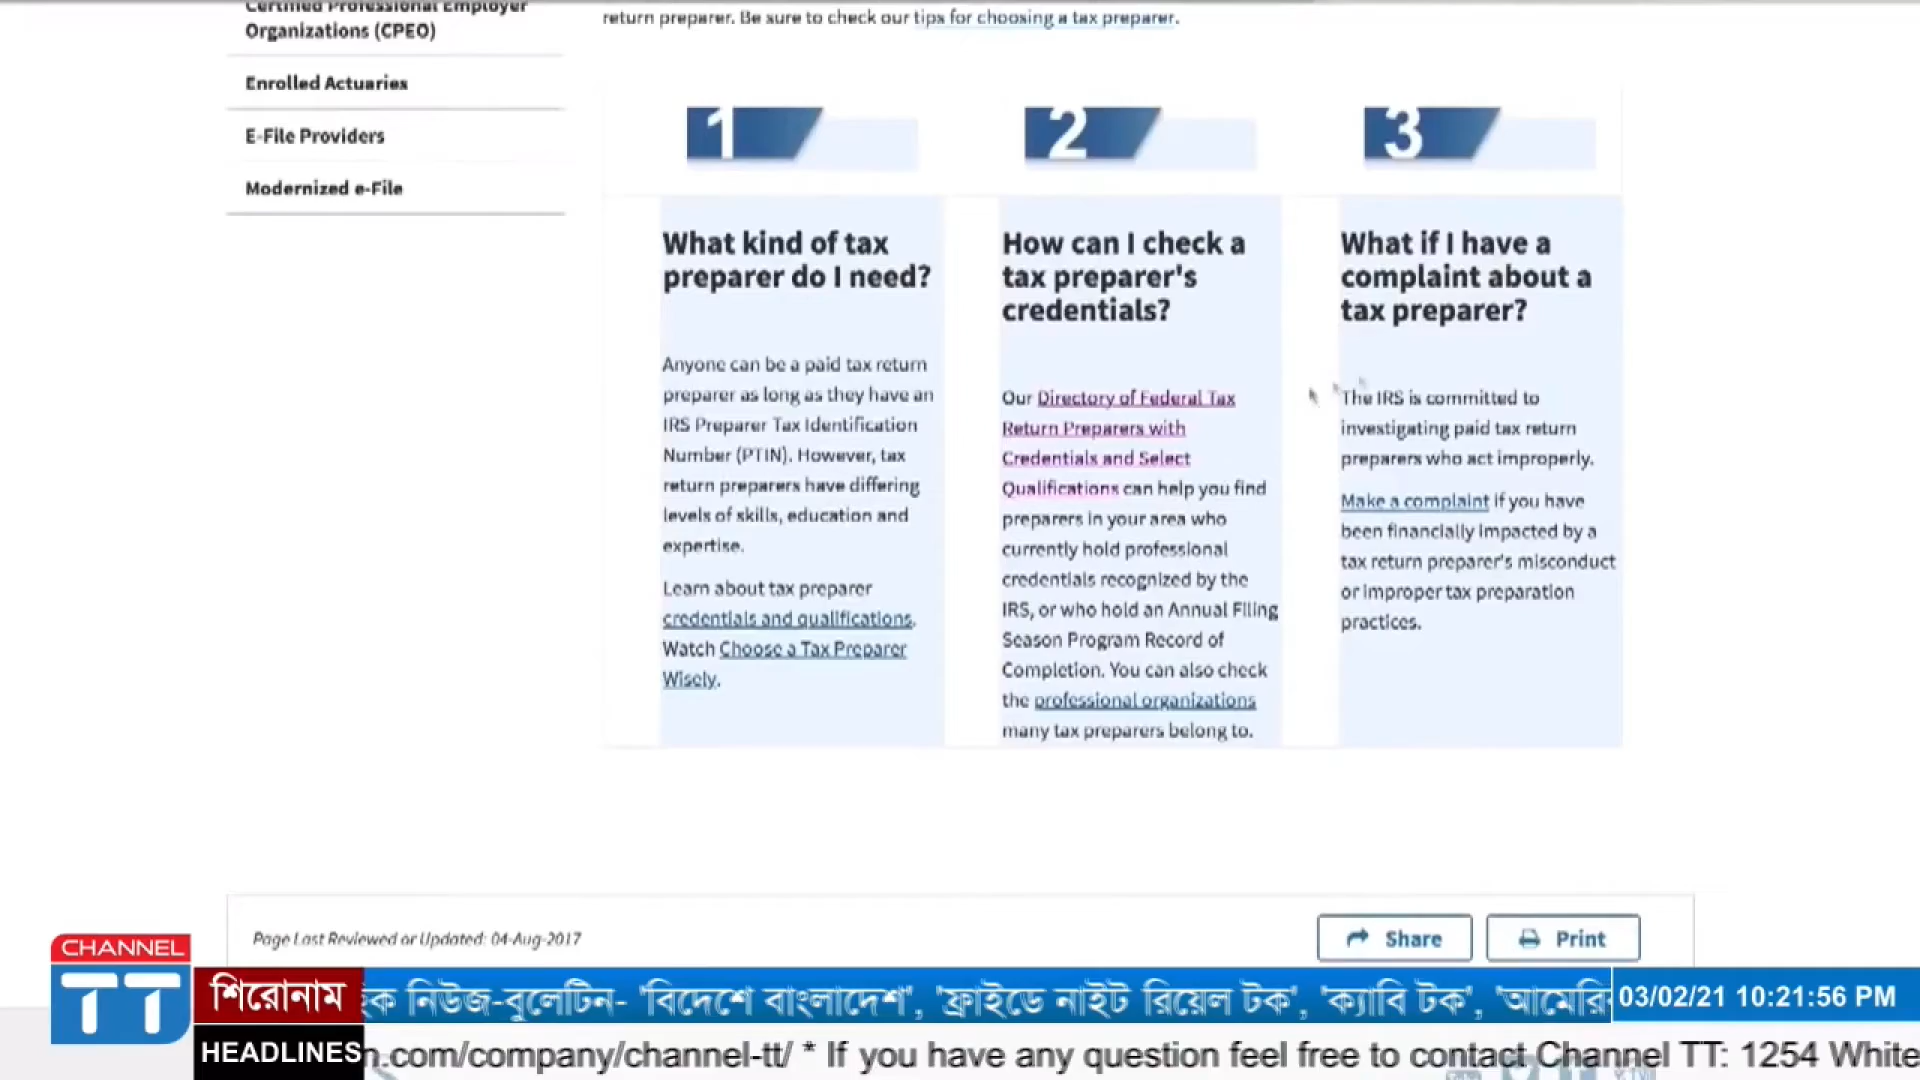 Certified Professional Employer
Organizations (CPEO)
Enrolled Actuaries
E-File Providers
Modernized e-File
return preparer. Be sure to check our tips for choosing a tax preparer.
1
What kind of tax
preparer do I need?
Anyone can be a paid tax return
preparer as long as they have an
IRS Preparer Tax Identification
Number (PTIN). However, tax
return preparers have differing
levels of skills, education and
expertise.
Learn about tax preparer
credentials and qualifications.
Watch Choose a Tax Preparer
Wisely.
2
How can I check a
tax preparer's
credentials?
Our Directory of Federal Tax
Return Preparers with
Credentials and Select
Qualifications can help you find
preparers in your area who
currently hold professional
credentials recognized by the
IRS, or who hold an Annual Filing
Season Program Record of
Completion. You can also check
the professional organizations
many tax preparers belong to.
3
What if I have a
complaint about a
tax preparer?
The IRS is committed to
investigating paid tax return
preparers who act improperly.
Make a complaint if you have
been financially impacted by a
tax return preparer's misconduct
or improper tax preparation
practices.
Page Last Reviewed or Updated: 04-Aug-2017
Share
Print
CHANNEL
TT
শিরোনাম
নিউজ-বুলেটিন- 'বিদেশে বাংলাদেশ', 'ফ্রাইডে নাইট রিয়েল টক', 'ক্যাবি টক',
03/02/21 10:21:56 PM
HEADLINES
n.com/company/channel-tt/ * If you have any question feel free to contact Channel TT: 1254 White